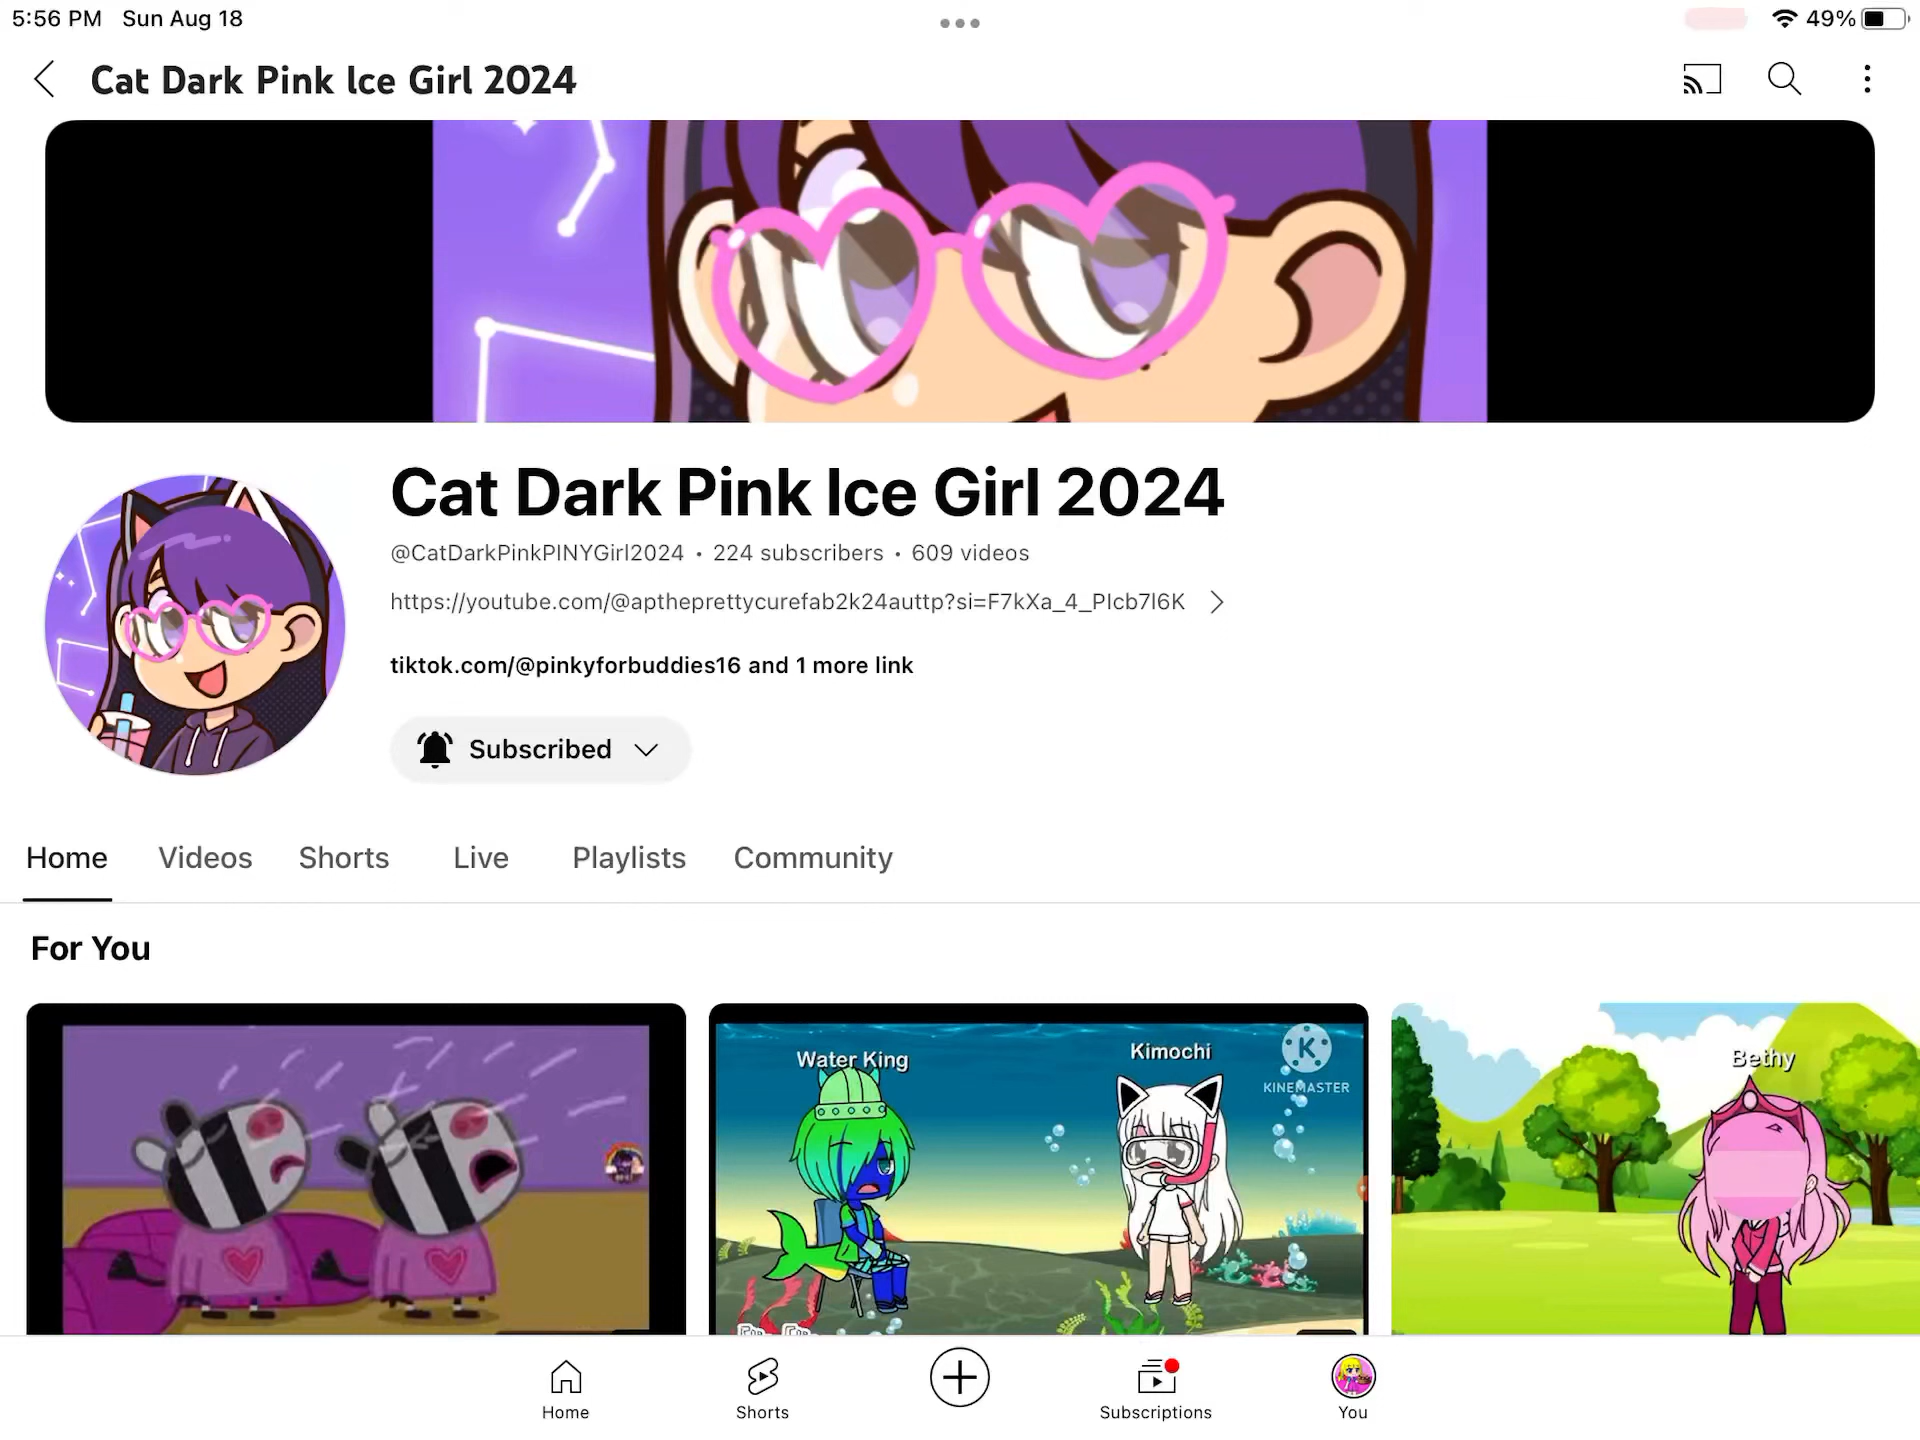 5:56 PM Sun Aug 18
49%
Cat Dark Pink Ice Girl 2024
Cat Dark Pink Ice Girl 2024
@CatDarkPinkPINYGirl2024 • 224 subscribers • 609 videos
https://youtube.com/@aptheprettycurefab2k24auttp?si=F7kXa_4_PIcb7I6K
tiktok.com/@pinkyforbuddies16 and 1 more link
Subscribed
Home Videos Shorts Live Playlists Community
For You
Water King
Kimochi
K
KINEMASTER
Bethy
Home Shorts Subscriptions You